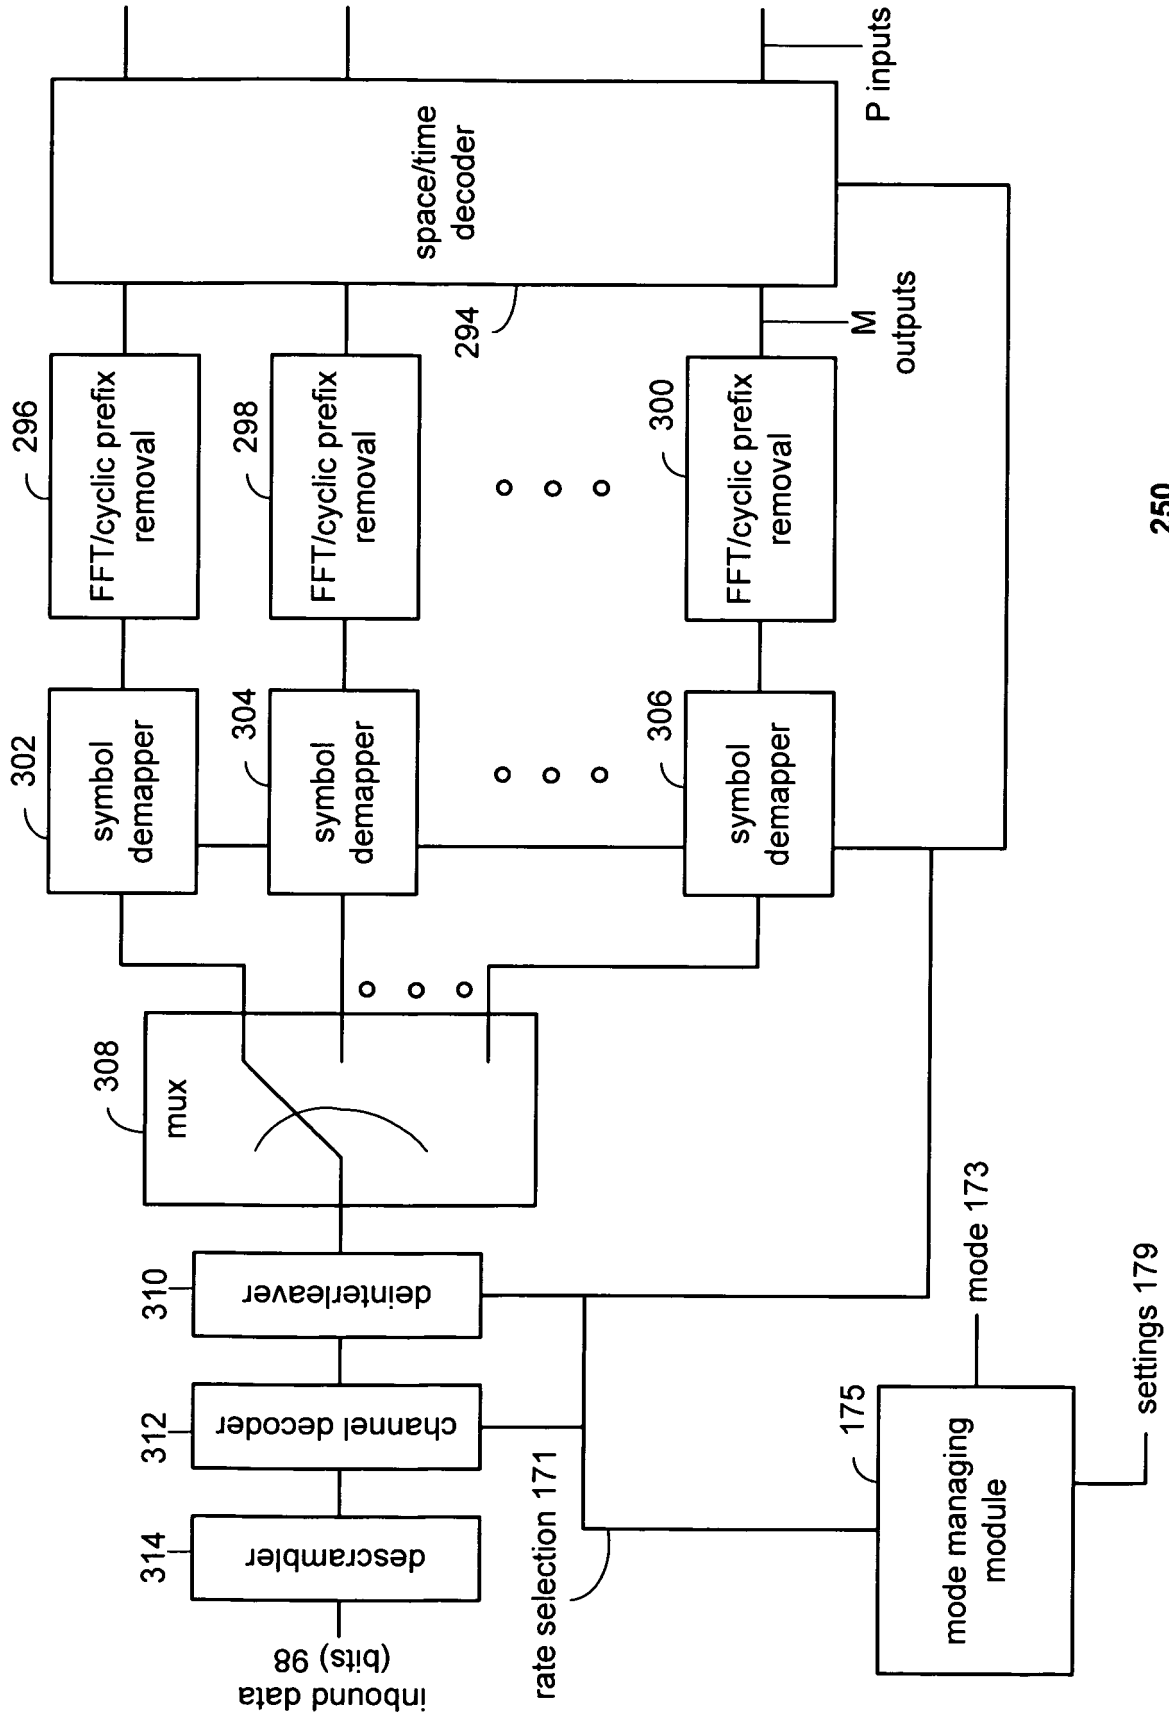 P inputs
space/time
decoder
294
M
outputs
296
FFT/cyclic prefix
removal
298
FFT/cyclic prefix
removal
300
FFT/cyclic prefix
removal
302
symbol
demapper
304
symbol
demapper
306
symbol
demapper
308
mux
310
deinterleaver
312
channel decoder
314
descrambler
inbound data
(bits) 98
rate selection 171
175
mode managing
module
mode 173
settings 179
250